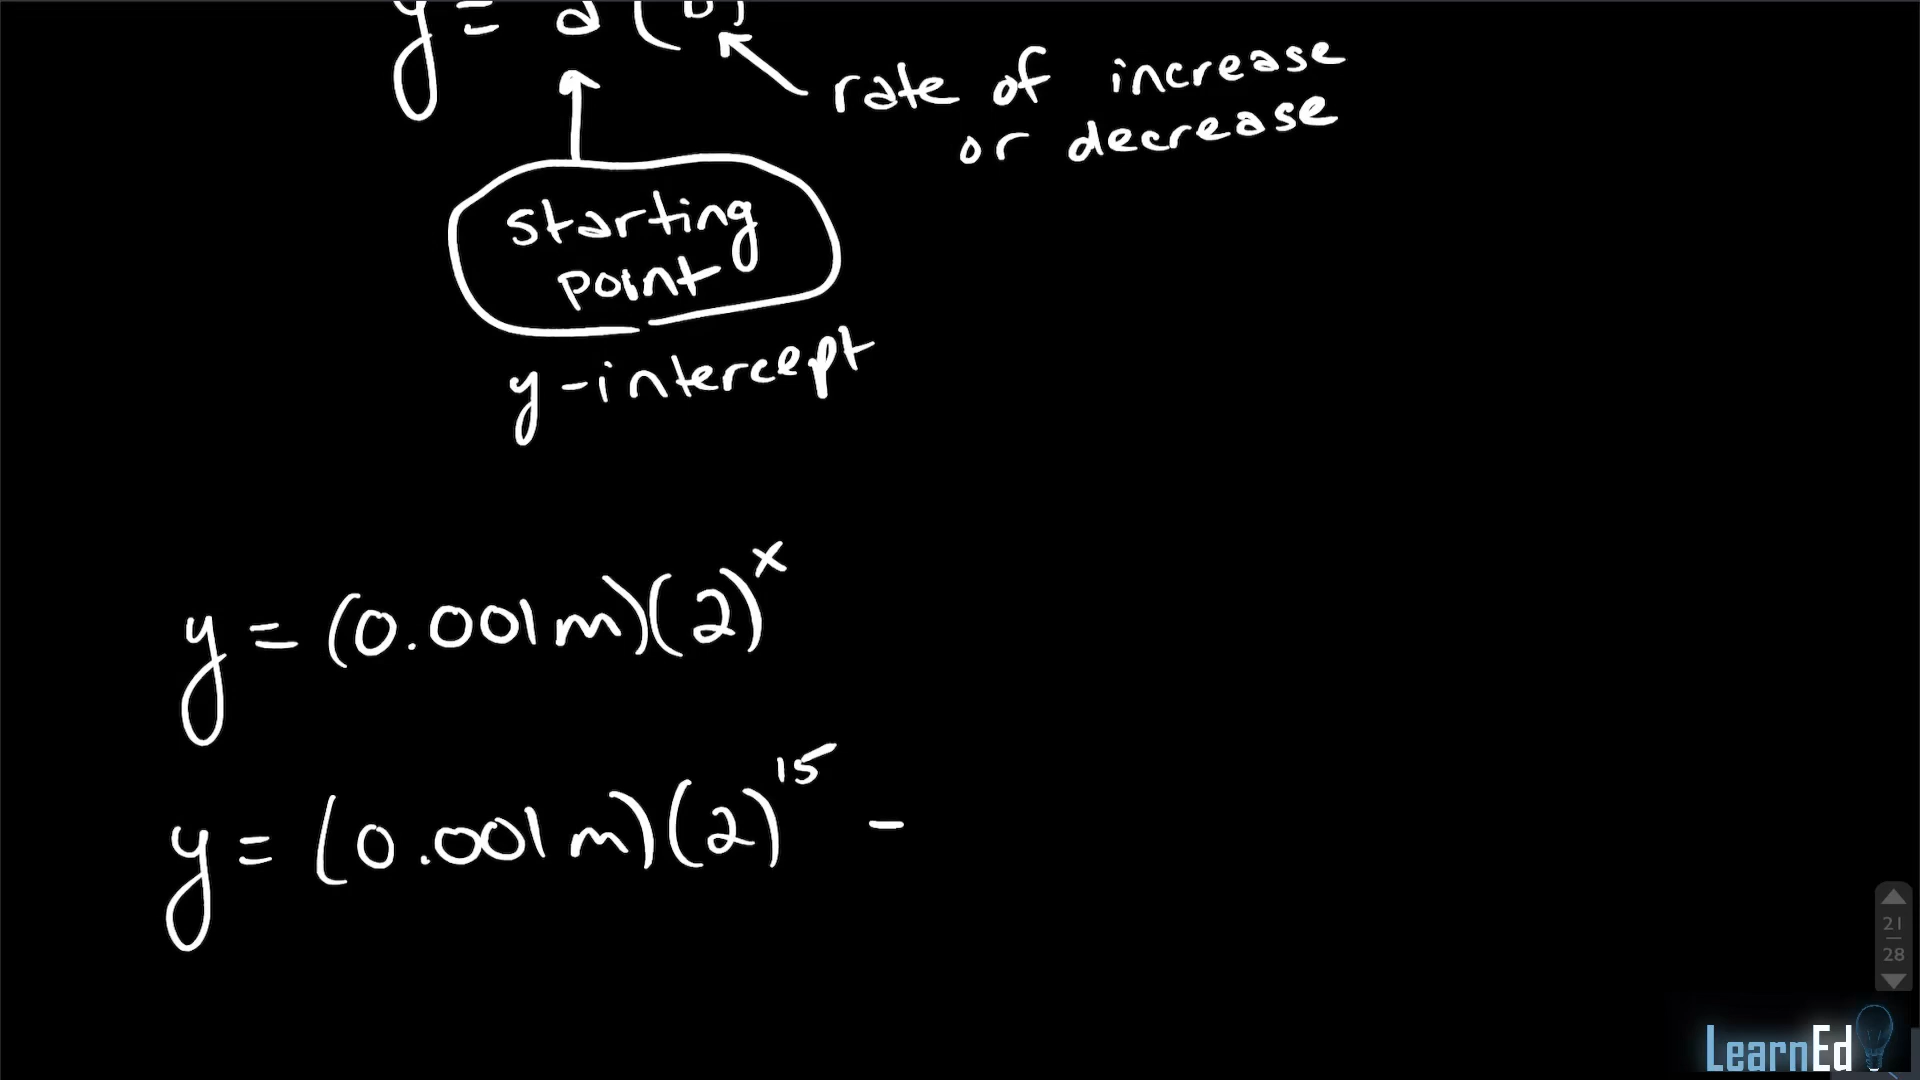 y = a (b)
rate of increase
or decrease
starting
point
y-intercept
y = (0.001m)(2)^x
y = (0.001m)(2)^15 -
21
28
LearnEd